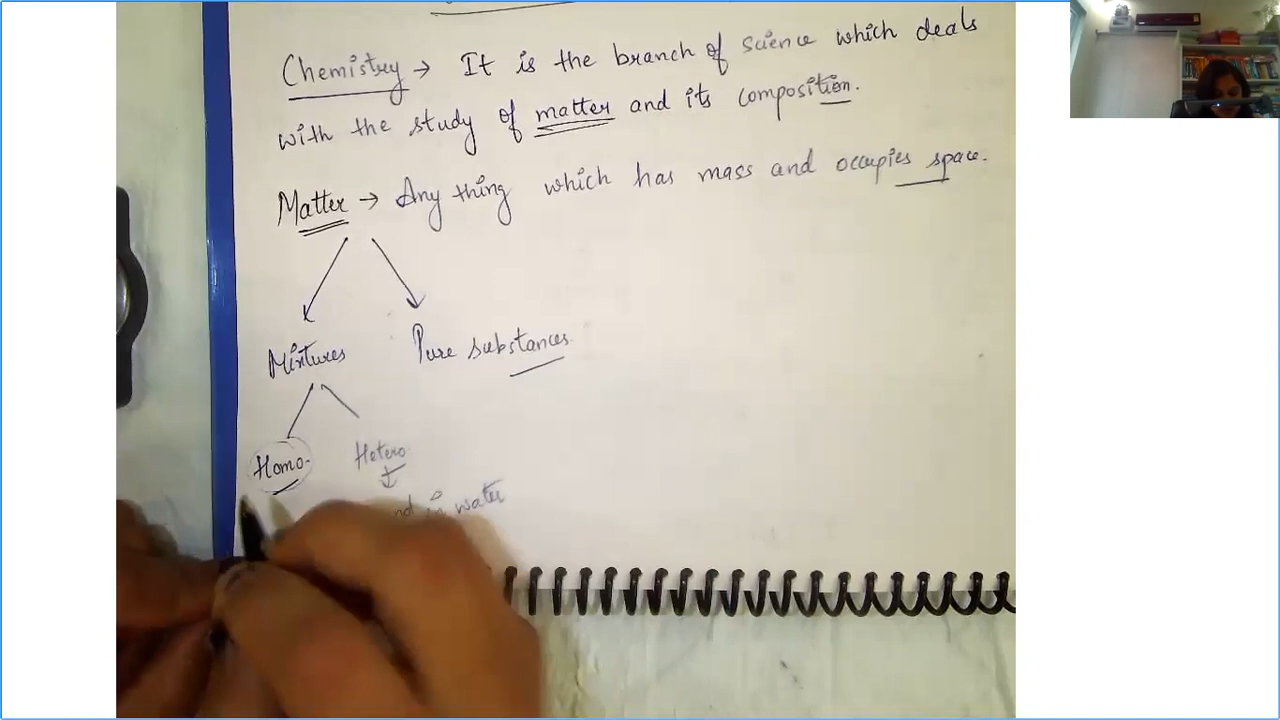 Chemistry → It is the branch of science which deals
with the study of matter and its composition.
Matter → Any thing which has mass and occupies space.
Mixtures Pure substances.
Homo. Hetero
in water